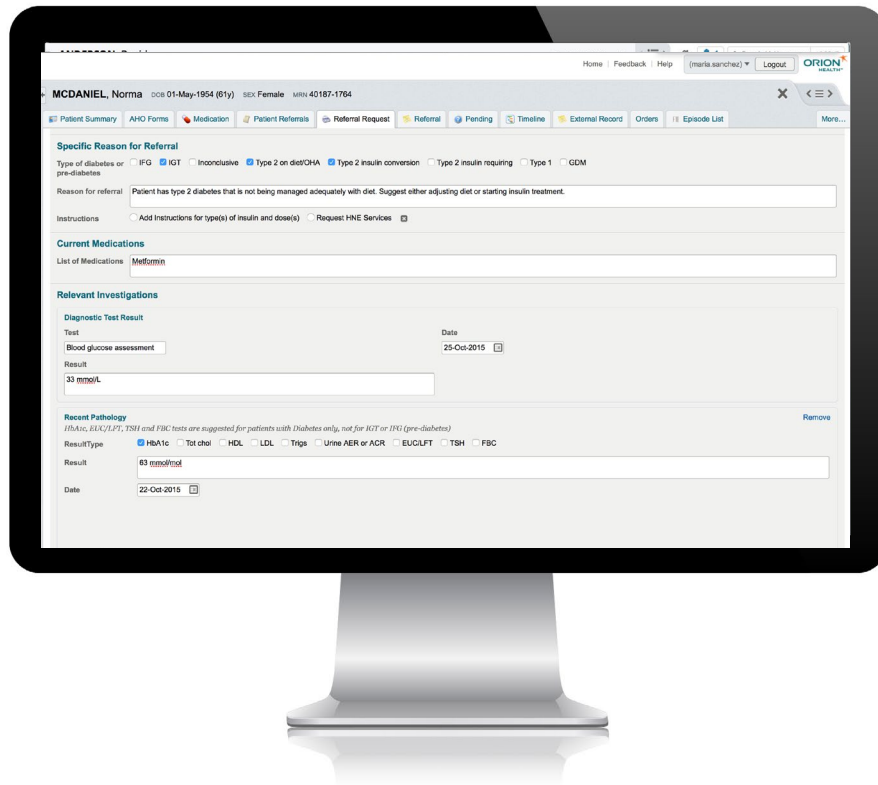 Home | Feedback | Help (maria.sanchez) Logout ORION HEALTH™
MCDANIEL, Norma DOB 01-May-1954 (61y) SEX Female MRN 40187-1764
Patient Summary AHO Forms Medication Patient Referrals Referral Request Referral Pending Timeline External Record Orders Episode List More...
Specific Reason for Referral
Type of diabetes or pre-diabetes IFG IGT Inconclusive Type 2 on diet/OHA Type 2 insulin conversion Type 2 insulin requiring Type 1 GDM
Reason for referral Patient has type 2 diabetes that is not being managed adequately with diet. Suggest either adjusting diet or starting insulin treatment.
Instructions Add Instructions for type(s) of insulin and dose(s) Request HNE Services
Current Medications
List of Medications Metformin
Relevant Investigations
Diagnostic Test Result
Test Date
Blood glucose assessment 25-Oct-2015
Result
33 mmol/L
Recent Pathology Remove
HbA1c, EUC/LFT, TSH and FBC tests are suggested for patients with Diabetes only, not for IGT or IFG (pre-diabetes)
ResultType HbA1c Tot chol HDL LDL Trigs Urine AER or ACR EUC/LFT TSH FBC
Result 63 mmol/mol
Date 22-Oct-2015